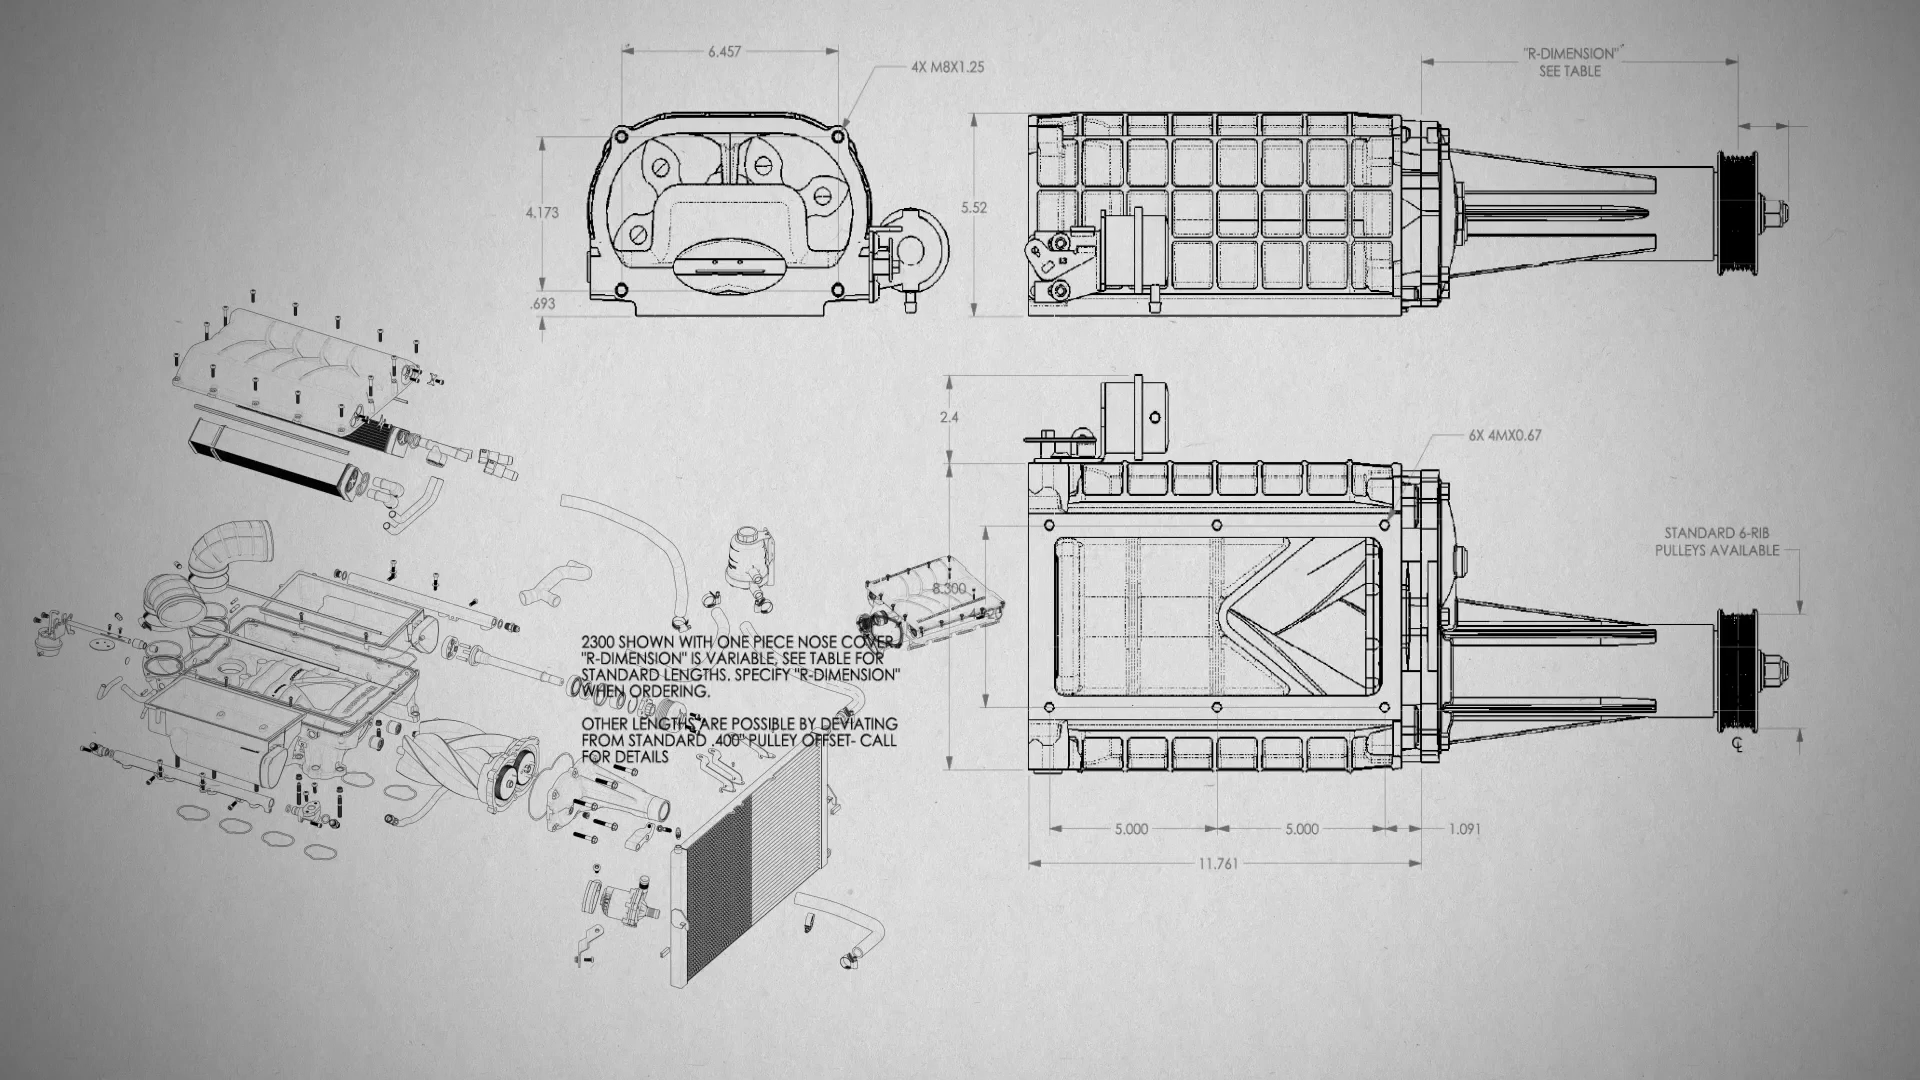 6.457
4X M8X1.25
"R-DIMENSION"
SEE TABLE
4.173
5.52
.693
2.4
6X 4MX0.67
STANDARD 6-RIB
PULLEYS AVAILABLE
8.300
2300 SHOWN WITH ONE PIECE NOSE COVER.
"R-DIMENSION" IS VARIABLE, SEE TABLE FOR
STANDARD LENGTHS. SPECIFY "R-DIMENSION"
WHEN ORDERING.
OTHER LENGTHS ARE POSSIBLE BY DEVIATING
FROM STANDARD .400" PULLEY OFFSET- CALL
FOR DETAILS
5.000
5.000
1.091
11.761